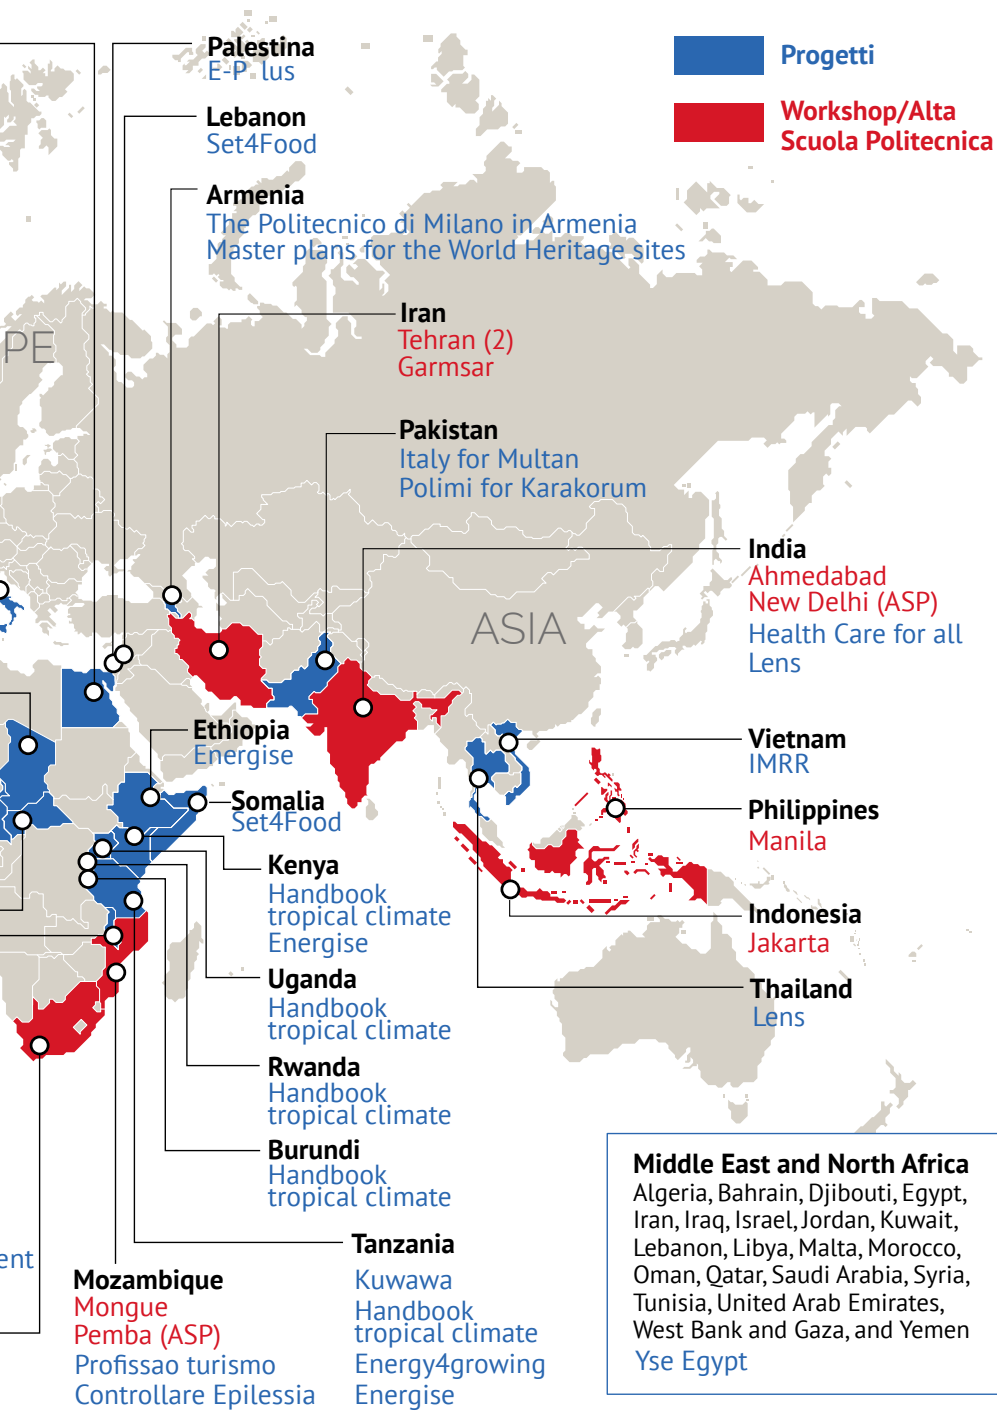 Palestina
E-P lus
Lebanon
Set4Food
Armenia
The Politecnico di Milano in Armenia
Master plans for the World Heritage sites
Progetti
Workshop/Alta
Scuola Politecnica
PE
Iran
Tehran (2)
Garmsar
Pakistan
Italy for Multan
Polimi for Karakorum
India
Ahmedabad
New Delhi (ASP)
Health Care for all
Lens
ASIA
Ethiopia
Energise
Somalia
Set4Food
Vietnam
IMRR
Philippines
Manila
Kenya
Handbook
tropical climate
Energise
Indonesia
Jakarta
Uganda
Handbook
tropical climate
Thailand
Lens
Rwanda
Handbook
tropical climate
Burundi
Handbook
tropical climate
ent
Mozambique
Mongue
Pemba (ASP)
Profissao turismo
Controllare Epilessia
Tanzania
Kuwawa
Handbook
tropical climate
Energy4growing
Energise
Middle East and North Africa
Algeria, Bahrain, Djibouti, Egypt,
Iran, Iraq, Israel, Jordan, Kuwait,
Lebanon, Libya, Malta, Morocco,
Oman, Qatar, Saudi Arabia, Syria,
Tunisia, United Arab Emirates,
West Bank and Gaza, and Yemen
Yse Egypt